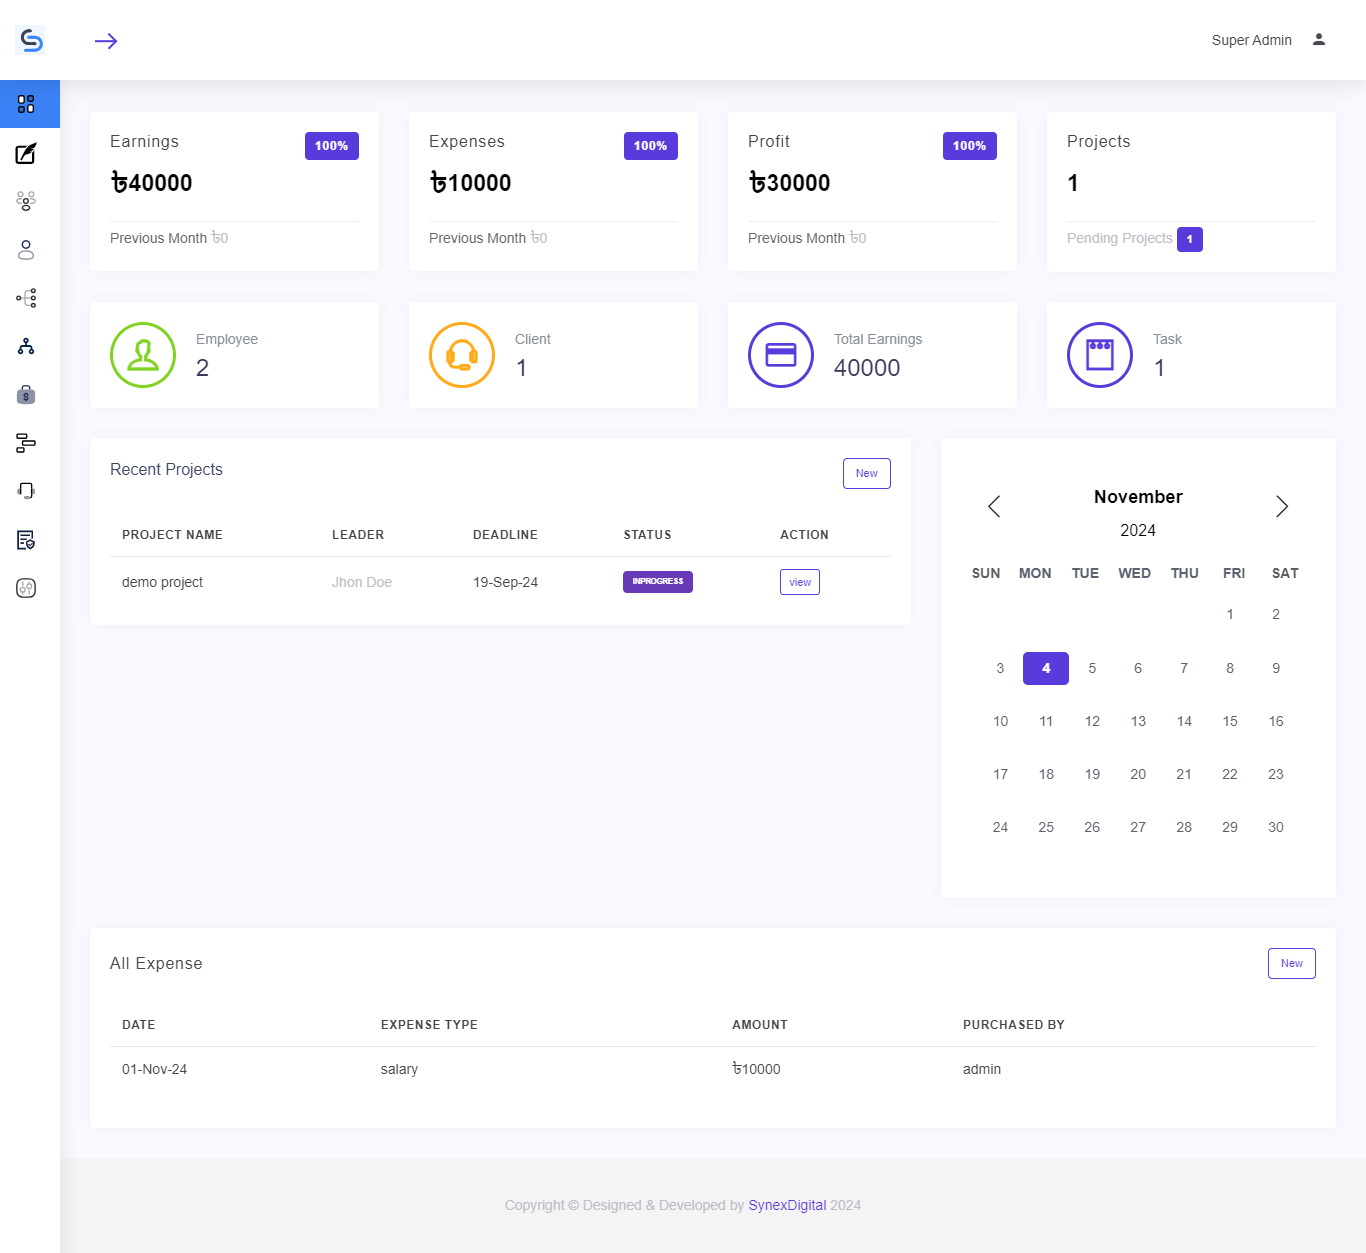 Super Admin
Earnings
100%
৳40000
Previous Month ৳0
Expenses
100%
৳10000
Previous Month ৳0
Profit
100%
৳30000
Previous Month ৳0
Projects
1
Pending Projects 1
Employee
2
Client
1
Total Earnings
40000
Task
1
Recent Projects
New
PROJECT NAME LEADER DEADLINE STATUS ACTION
demo project Jhon Doe 19-Sep-24 INPROGRESS view
November
2024
SUN MON TUE WED THU FRI SAT
1 2
3 4 5 6 7 8 9
10 11 12 13 14 15 16
17 18 19 20 21 22 23
24 25 26 27 28 29 30
All Expense
New
DATE EXPENSE TYPE AMOUNT PURCHASED BY
01-Nov-24 salary ৳10000 admin
Copyright © Designed & Developed by SynexDigital 2024